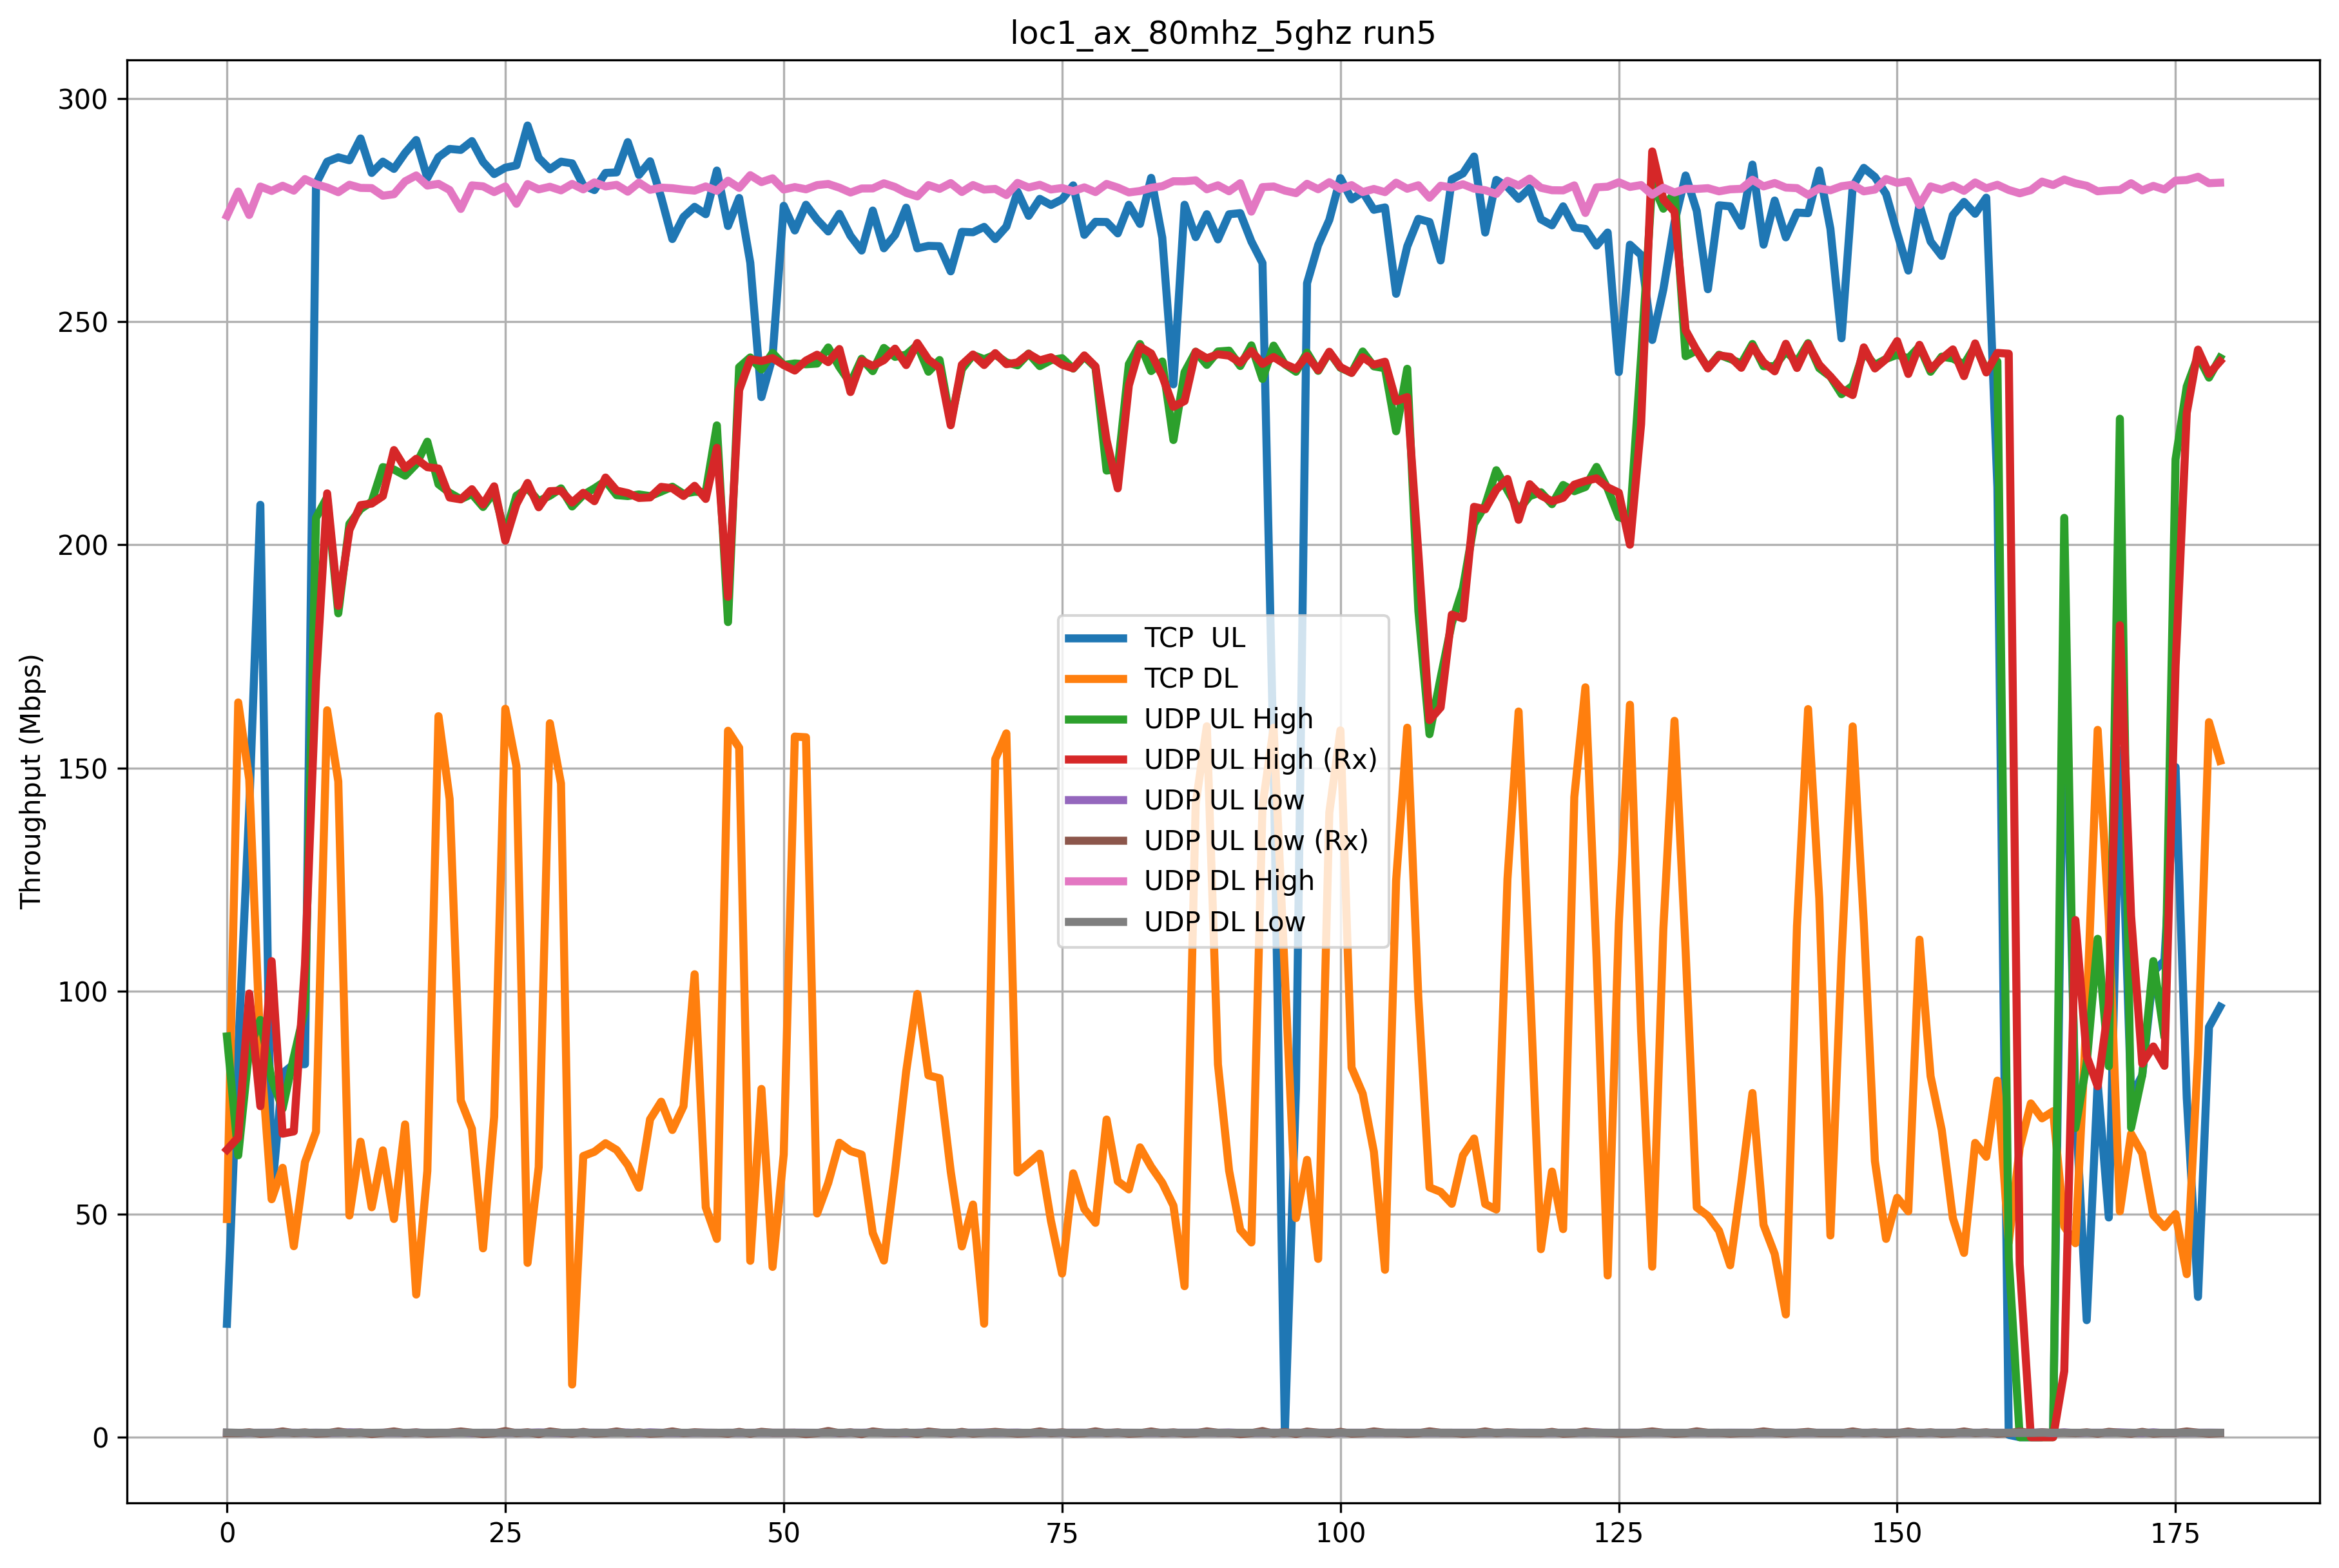 loc1_ax_80mhz_5ghz run5
Throughput (Mbps)
300
250
200
150
100
50
0
TCP  UL
TCP DL
UDP UL High
UDP UL High (Rx)
UDP UL Low
UDP UL Low (Rx)
UDP DL High
UDP DL Low
0 25 50 75 100 125 150 175